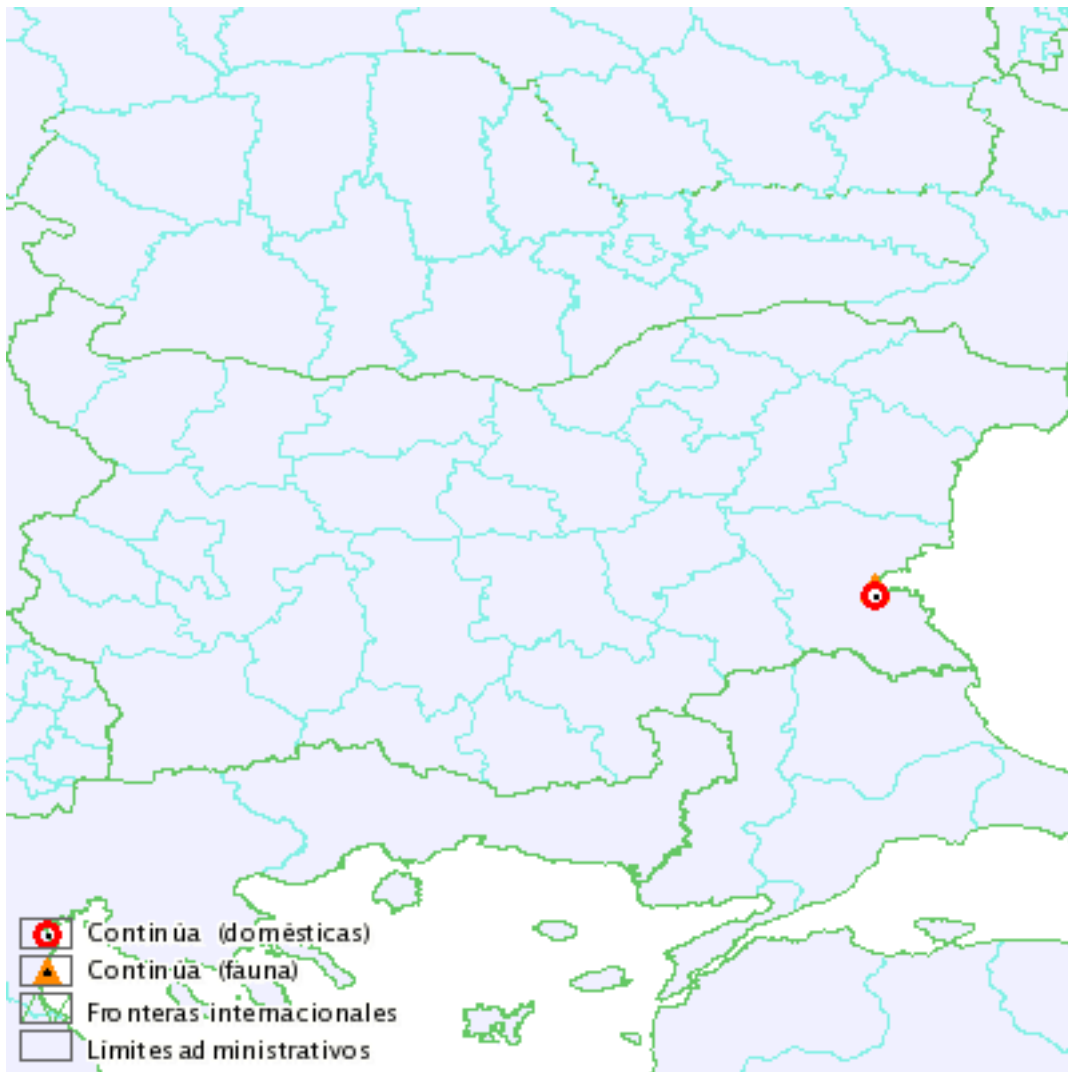 Continúa (domésticas)
Continúa (fauna)
Fronteras internacionales
Límites administrativos